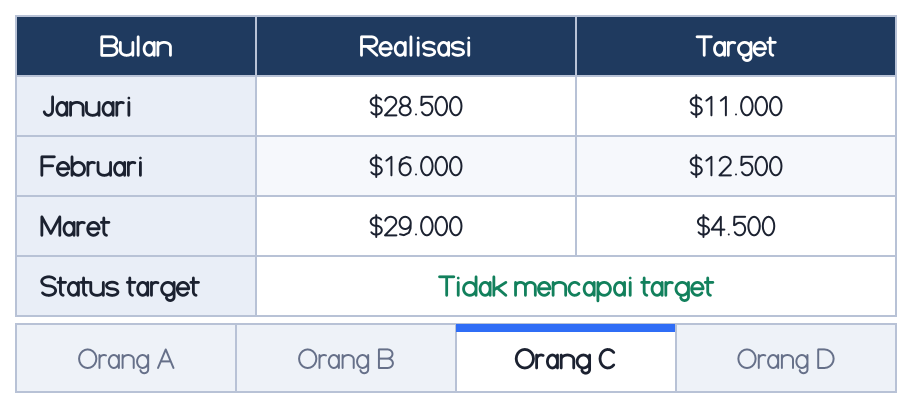 Bulan Realisasi Target
Januari $28.500 $11.000
Februari $16.000 $12.500
Maret $29.000 $4.500
Status target Tidak mencapai target
Orang A Orang B Orang C Orang D